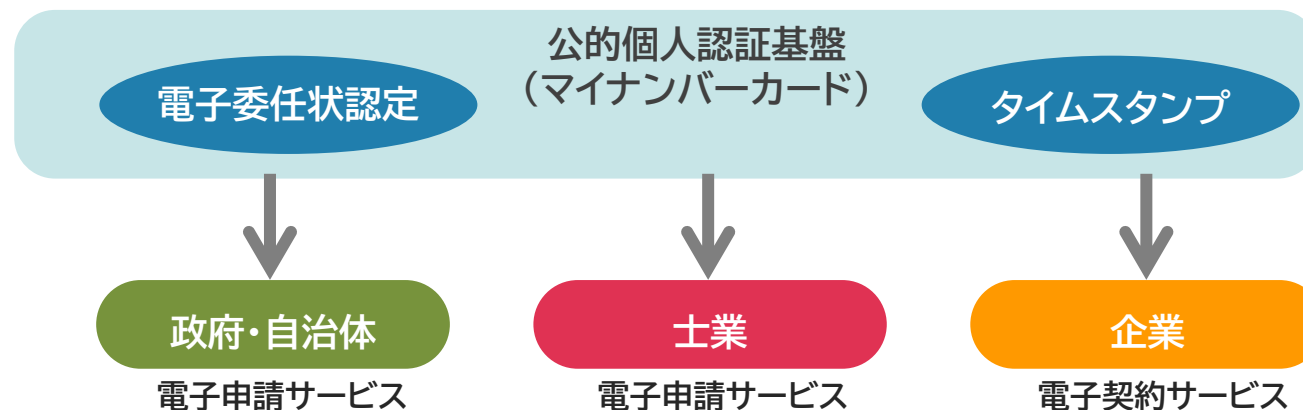 公的個人認証基盤
（マイナンバーカード）
電子委任状認定
タイムスタンプ
政府・自治体
士業
企業
電子申請サービス
電子申請サービス
電子契約サービス